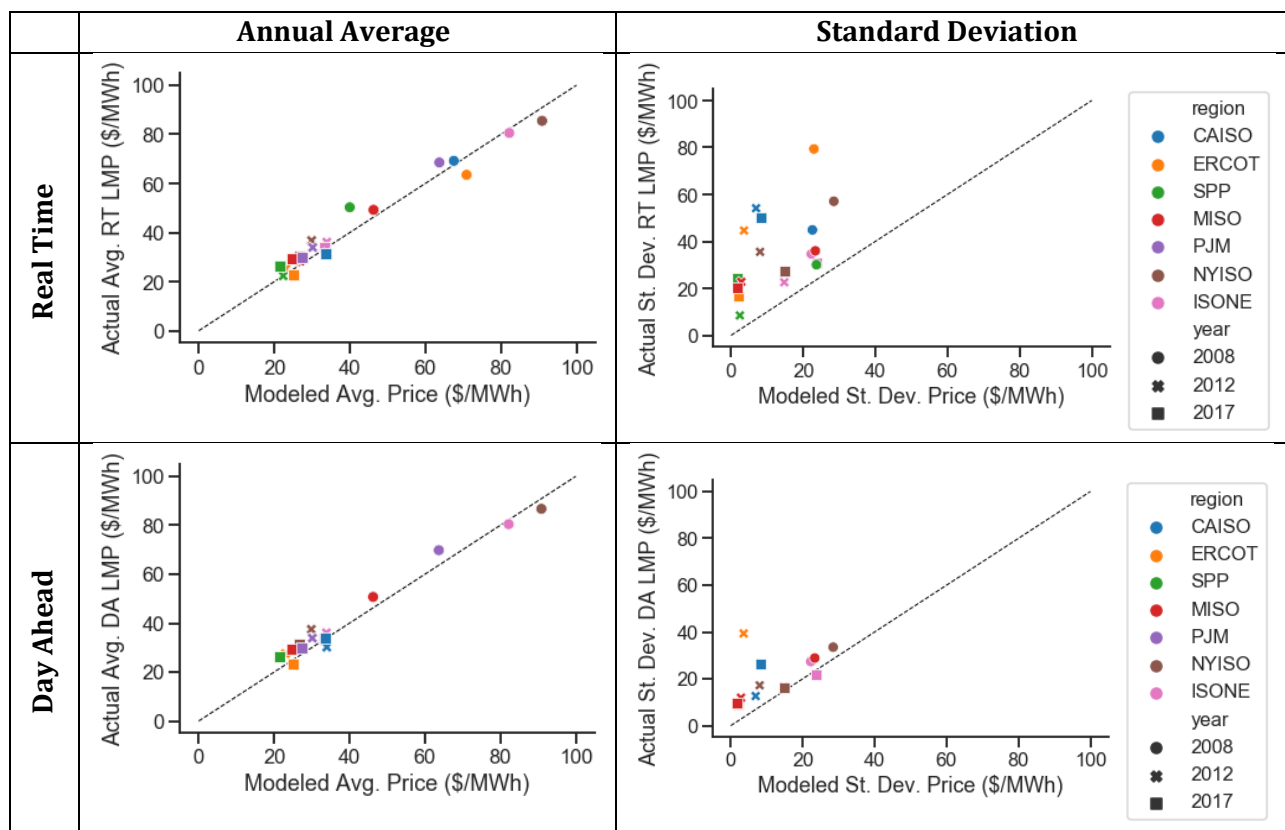 Annual Average
Standard Deviation
Real Time
Actual Avg. RT LMP ($/MWh)
100
80
60
40
20
0
0 20 40 60 80 100
Modeled Avg. Price ($/MWh)
Actual St. Dev. RT LMP ($/MWh)
100
80
60
40
20
0
0 20 40 60 80 100
Modeled St. Dev. Price ($/MWh)
region
CAISO
ERCOT
SPP
MISO
PJM
NYISO
ISONE
year
2008
2012
2017
Day Ahead
Actual Avg. DA LMP ($/MWh)
100
80
60
40
20
0
0 20 40 60 80 100
Modeled Avg. Price ($/MWh)
Actual St. Dev. DA LMP ($/MWh)
100
80
60
40
20
0
0 20 40 60 80 100
Modeled St. Dev. Price ($/MWh)
region
CAISO
ERCOT
SPP
MISO
PJM
NYISO
ISONE
year
2008
2012
2017